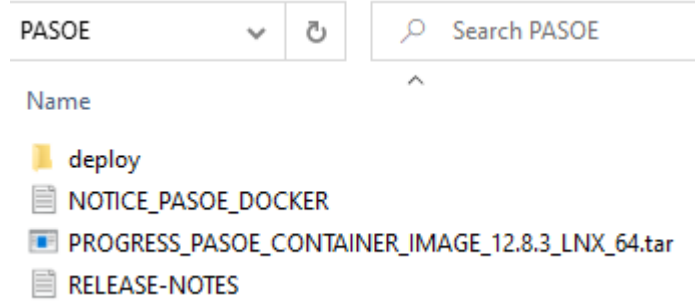 PASOE Search PASOE
Name
deploy
NOTICE_PASOE_DOCKER
PROGRESS_PASOE_CONTAINER_IMAGE_12.8.3_LNX_64.tar
RELEASE-NOTES